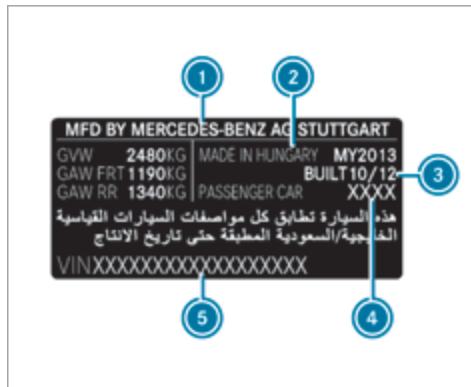 1
2
MFD BY MERCEDES-BENZ AG STUTTGART
GVW 2480KG MADE IN HUNGARY MY2013
GAW FRT 1190KG BUILT 10/12
3
GAW RR 1340KG PASSENGER CAR XXXX
هذه السيارة تطابق كل مواصفات السيارات القياسية
الخليجية/السعودية المطبقة حتى تاريخ الانتاج
VIN XXXXXXXXXXXXXXXXXX
5
4